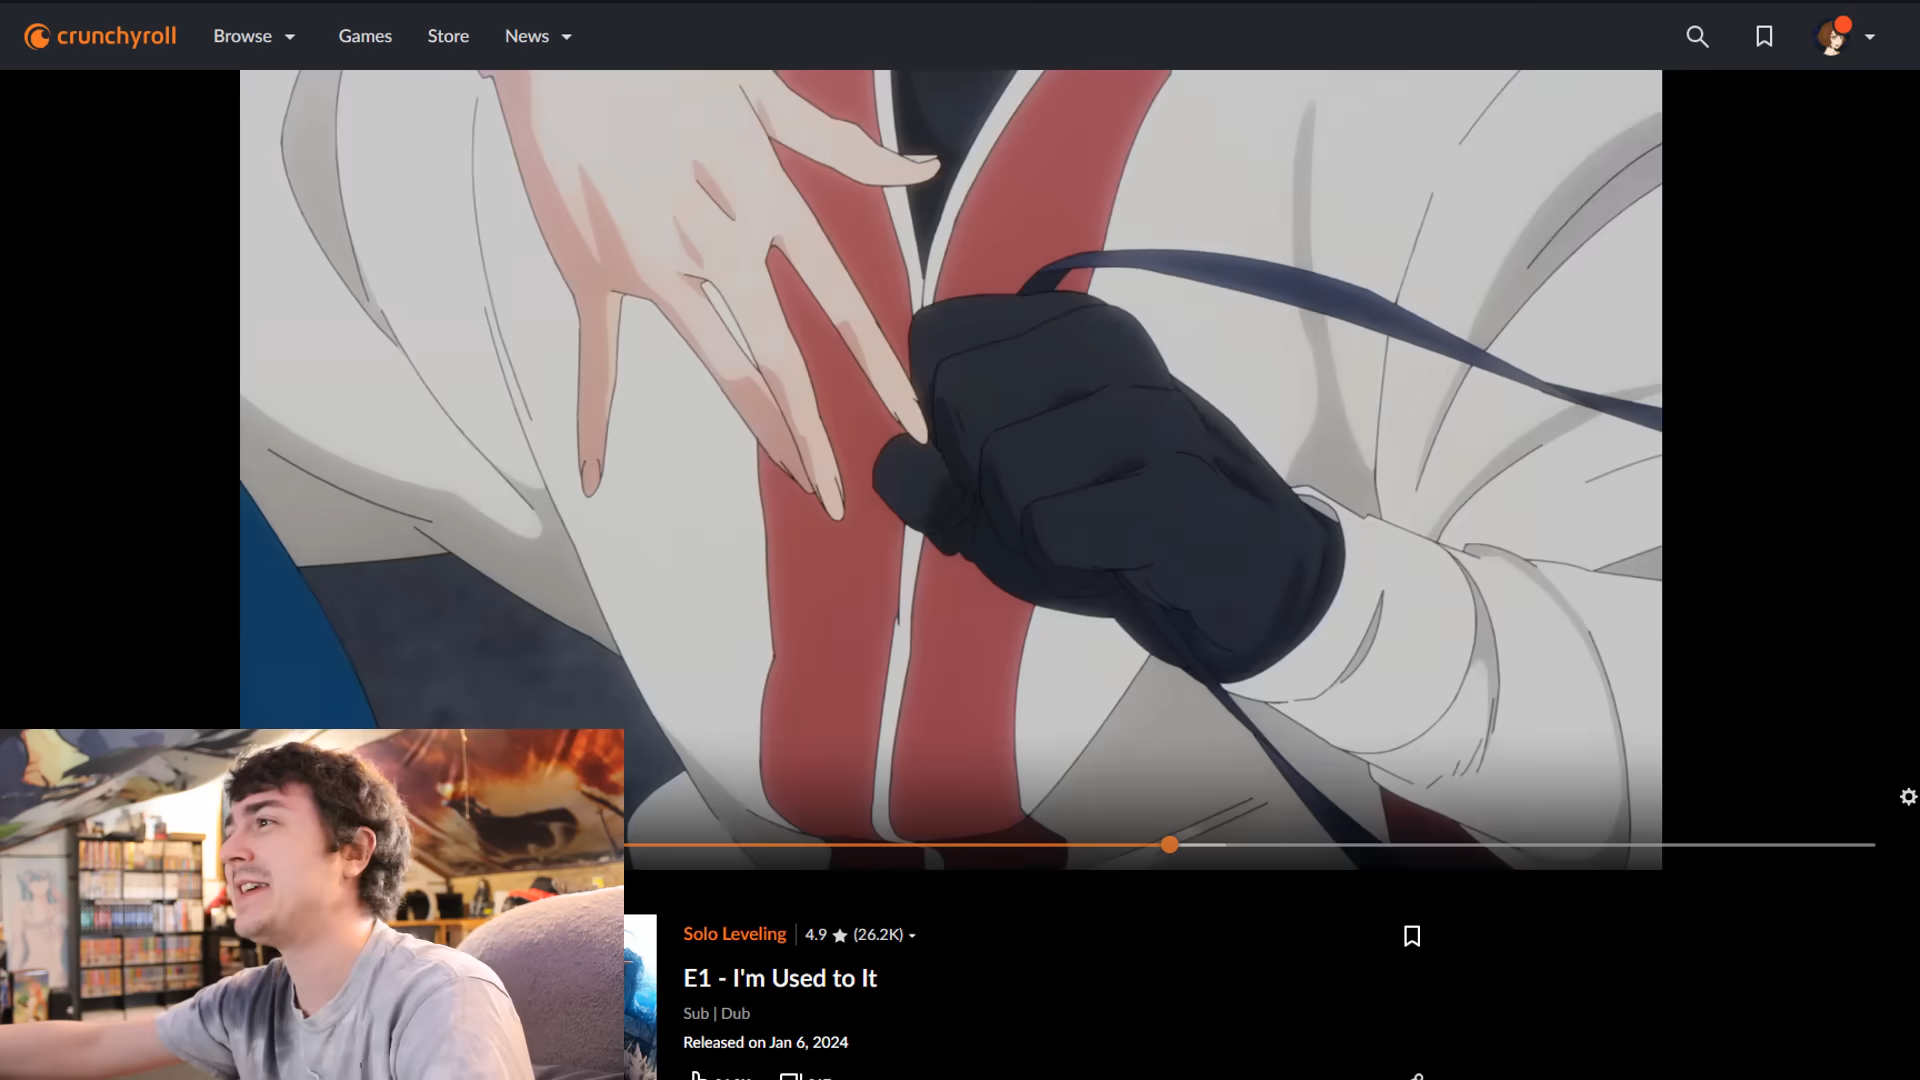 crunchyroll
Browse
Games
Store
News
Solo Leveling
4.9 ★ (26.2K)
E1 - I'm Used to It
Sub | Dub
Released on Jan 6, 2024